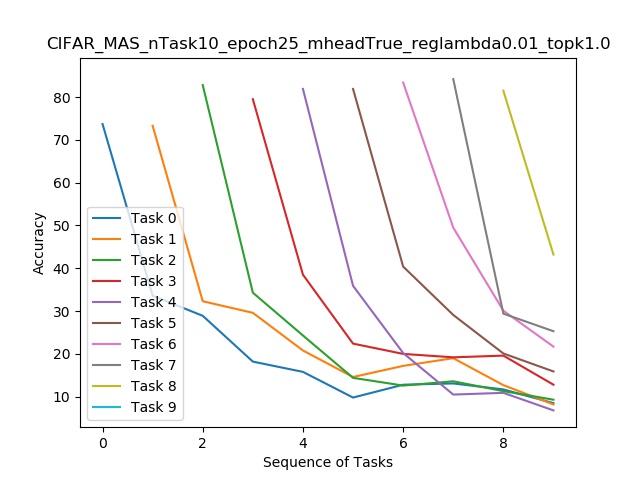 CIFAR_MAS_nTask10_epoch25_mheadTrue_reglambda0.01_topk1.0
80
70
60
50
40
30
20
10
Accuracy
Task 0
Task 1
Task 2
Task 3
Task 4
Task 5
Task 6
Task 7
Task 8
Task 9
0 2 4 6 8
Sequence of Tasks